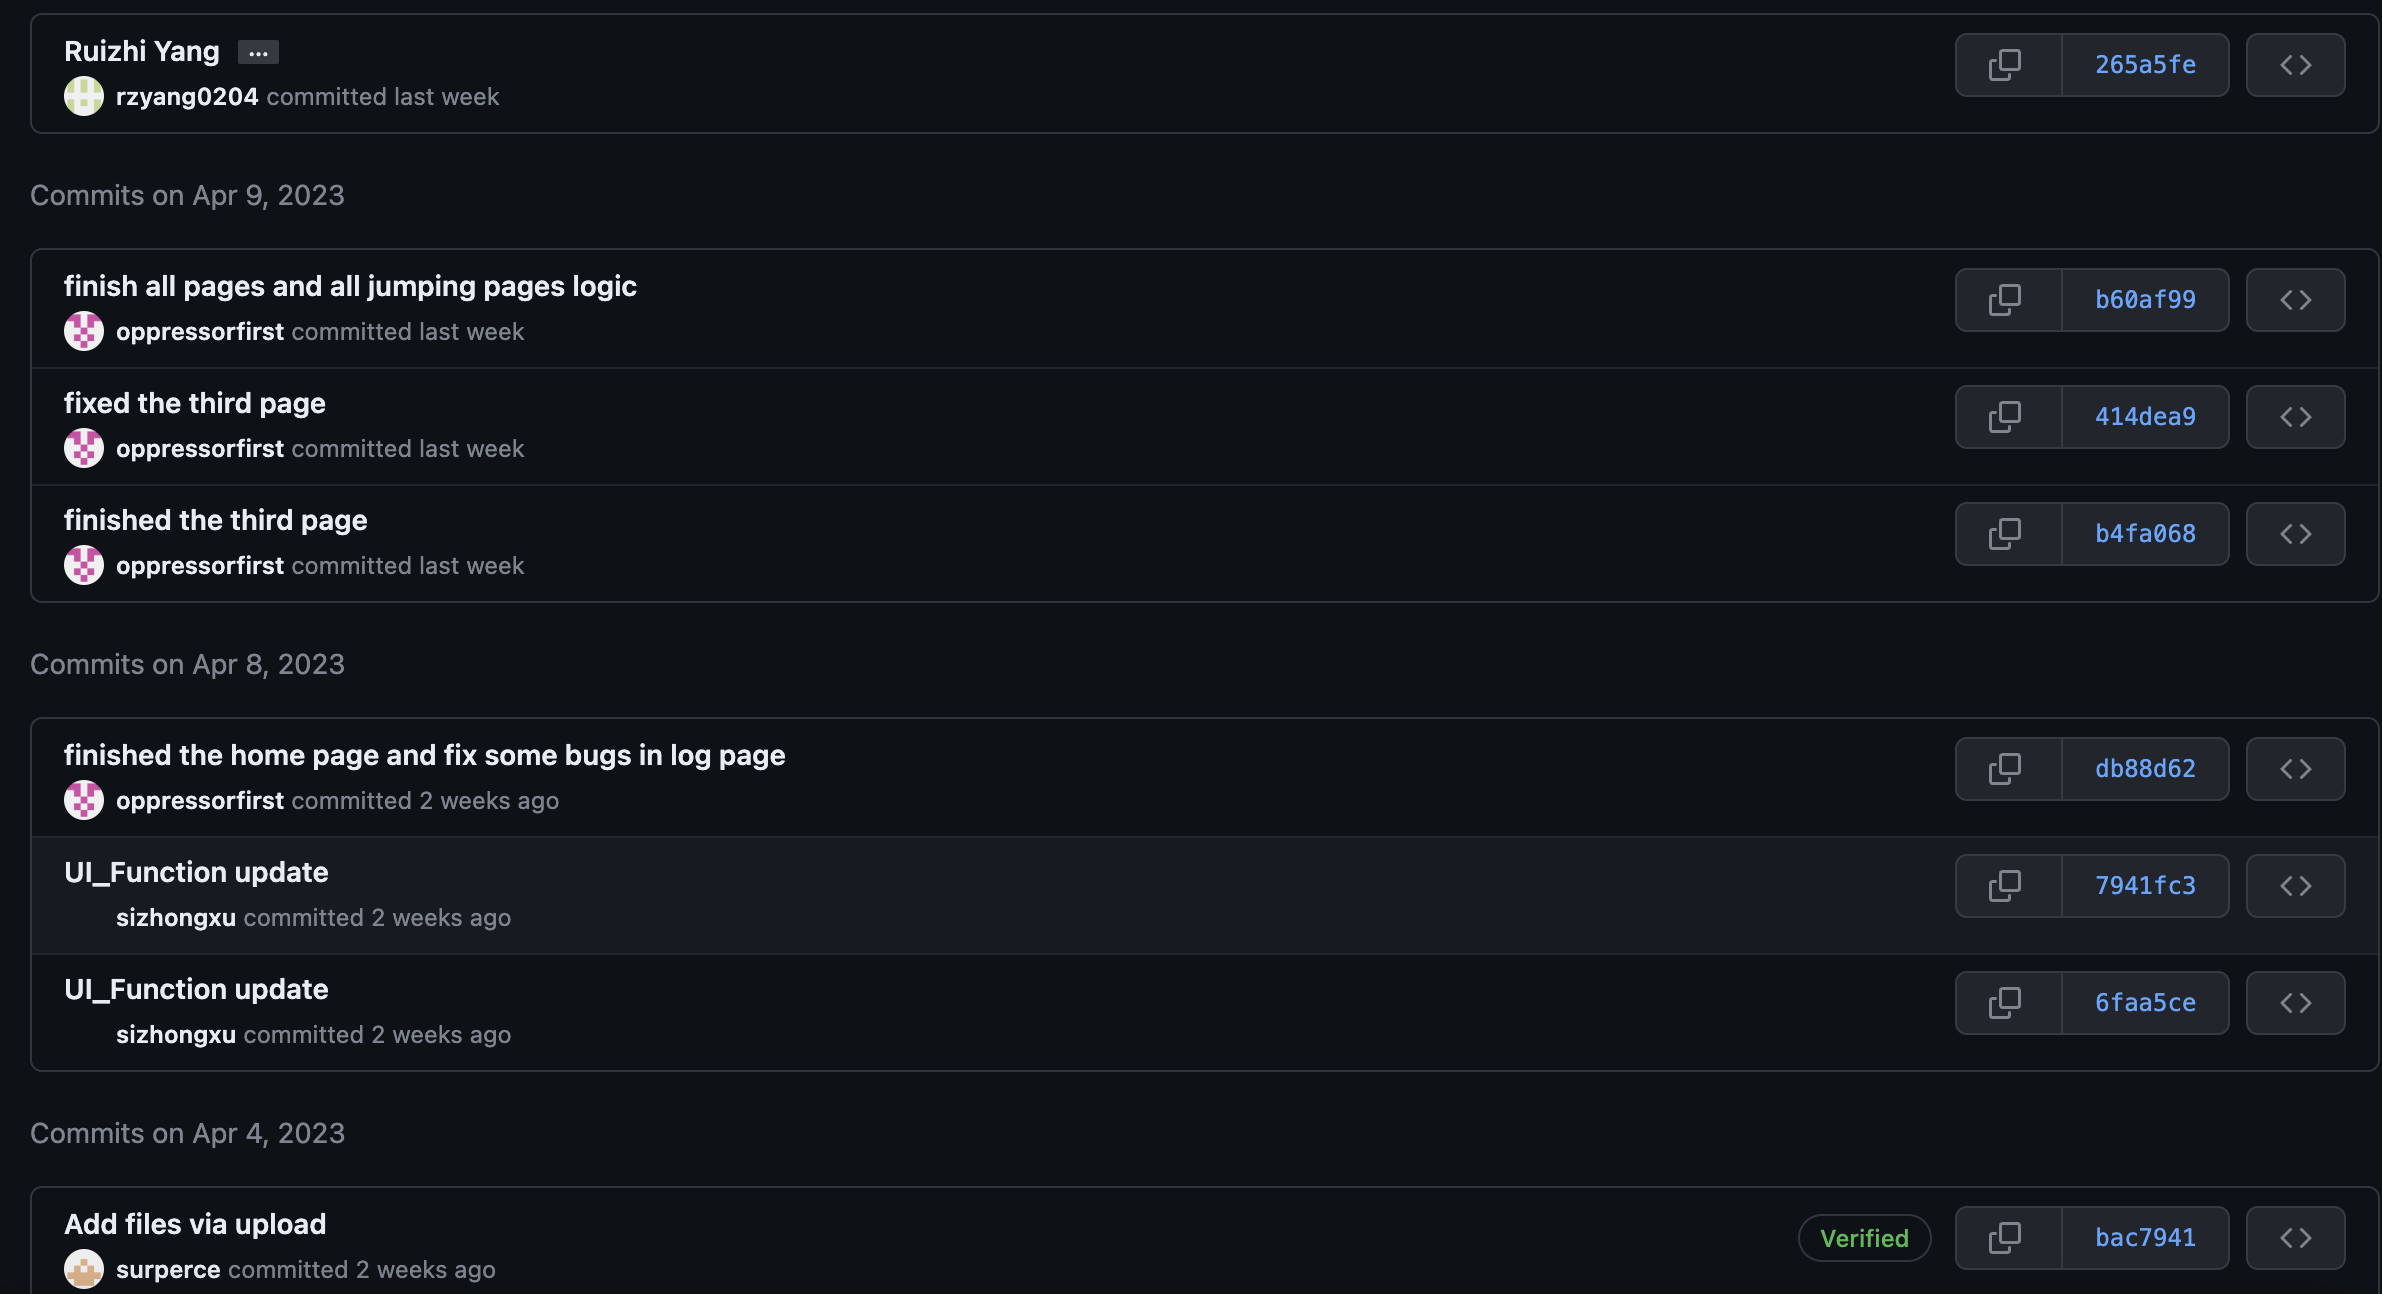 Ruizhi Yang ...
265a5fe
rzyang0204 committed last week
Commits on Apr 9, 2023
finish all pages and all jumping pages logic
b60af99
oppressorfirst committed last week
fixed the third page
414dea9
oppressorfirst committed last week
finished the third page
b4fa068
oppressorfirst committed last week
Commits on Apr 8, 2023
finished the home page and fix some bugs in log page
db88d62
oppressorfirst committed 2 weeks ago
UI_Function update
7941fc3
sizhongxu committed 2 weeks ago
UI_Function update
6faa5ce
sizhongxu committed 2 weeks ago
Commits on Apr 4, 2023
Add files via upload
Verified
bac7941
surperce committed 2 weeks ago